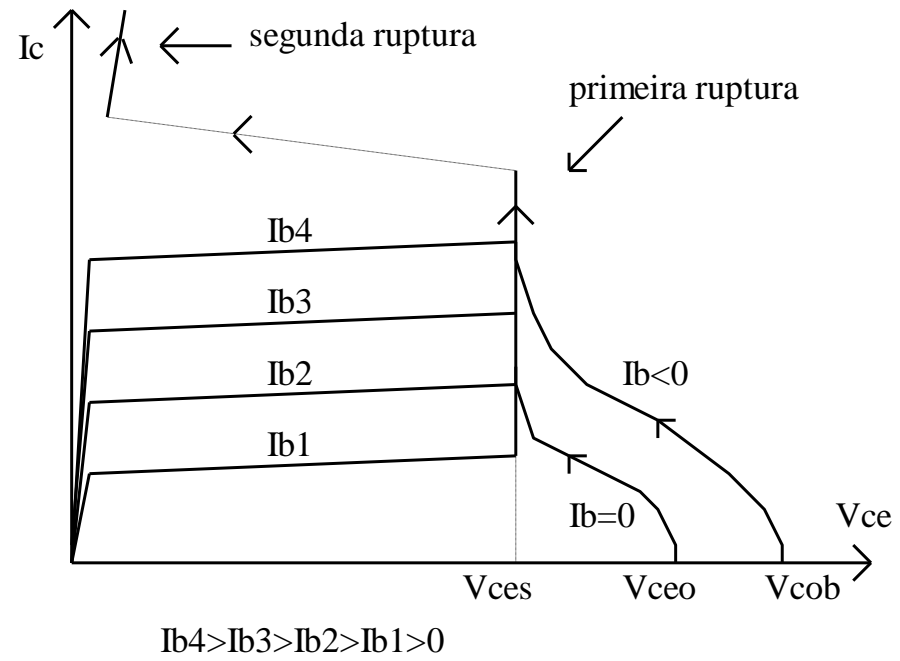 Ic
segunda ruptura
primeira ruptura
Ib4
Ib3
Ib2
Ib<0
Ib1
Ib=0
Vce
Vces
Vceo
Vcob
Ib4>Ib3>Ib2>Ib1>0